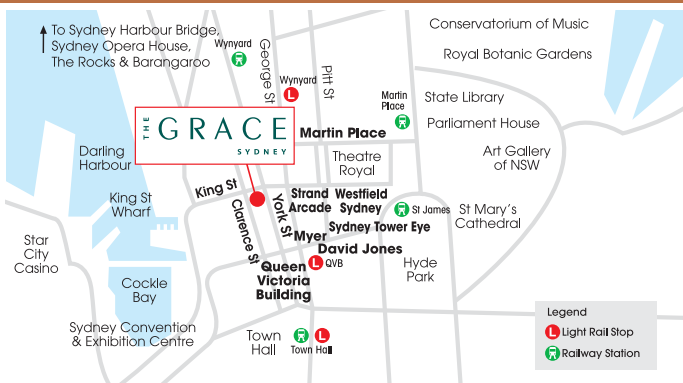 To Sydney Harbour Bridge,
Sydney Opera House,
The Rocks & Barangaroo
Wynyard
George St
Wynyard
Pitt St
Conservatorium of Music
Royal Botanic Gardens
Martin
Place
State Library
Parliament House
Art Gallery
of NSW
THE
GRACE
SYDNEY
Martin Place
Theatre
Royal
Darling
Harbour
King St
King St
Wharf
Clarence St
York St
Strand
Arcade
Westfield
Sydney
St James
St Mary's
Cathedral
Sydney Tower Eye
Myer
David Jones
QVB
Queen
Victoria
Building
Hyde
Park
Star
City
Casino
Cockle
Bay
Sydney Convention
& Exhibition Centre
Town
Hall
Town Hall
Legend
L Light Rail Stop
Railway Station